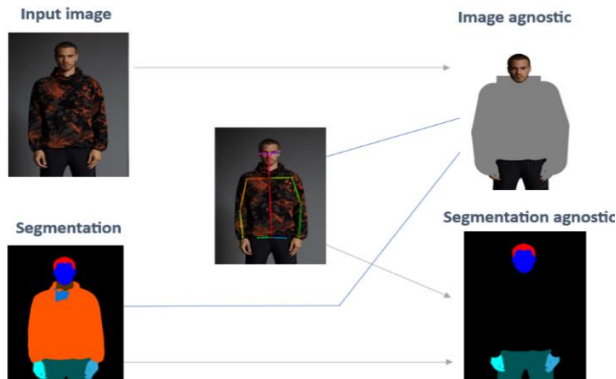 Input image
Image agnostic
Segmentation
Segmentation agnostic